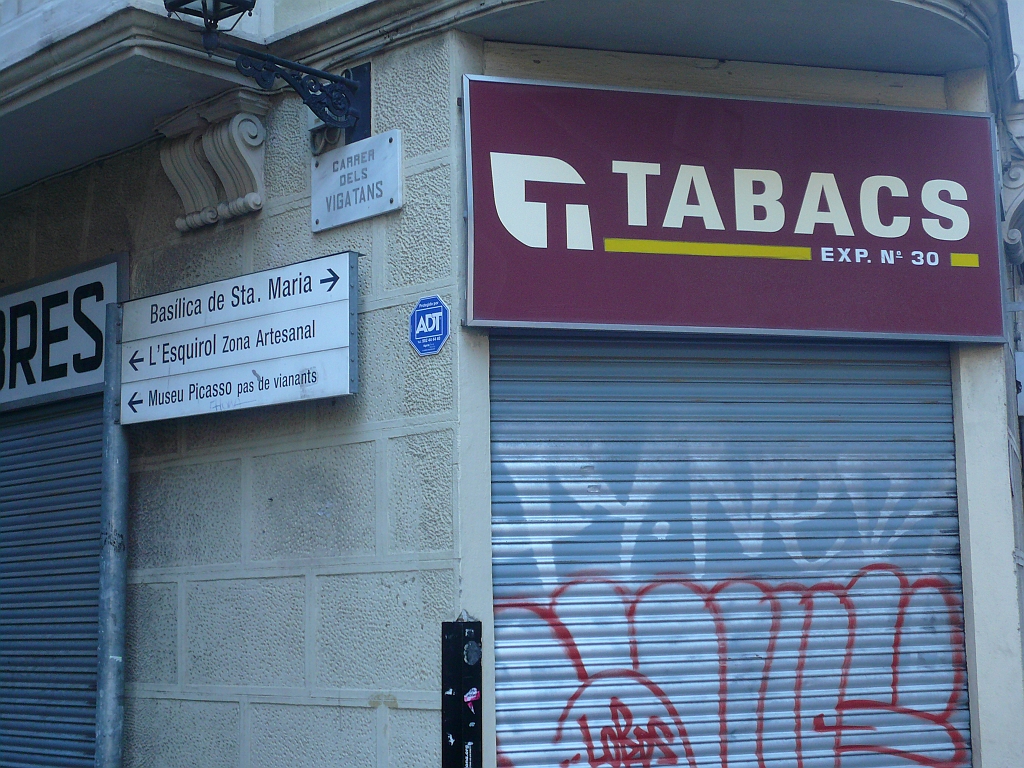 CARRER
DELS
VIGATANS
TABACS
EXP. Nº 30
BRES
Basílica de Sta. Maria →
← L'Esquirol Zona Artesanal
← Museu Picasso pas de vianants
ADT